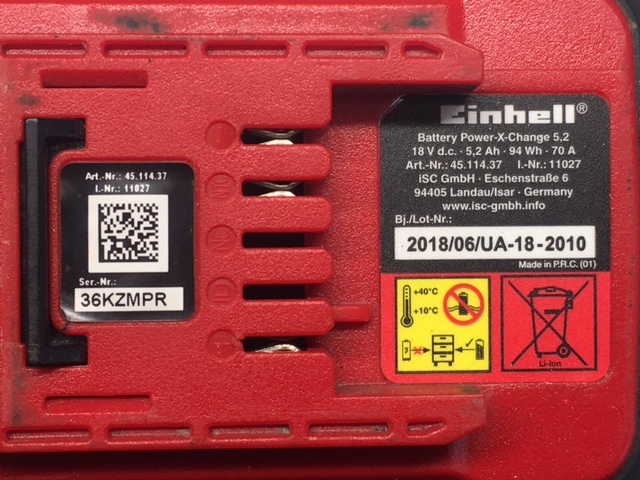 Art.-Nr.: 45.114.37
I.-Nr.: 11027
Ser.-Nr.:
36KZMPR
Einhell®
Battery Power-X-Change 5,2
18 V d.c. · 5,2 Ah · 94 Wh · 70 A
Art.-Nr.: 45.114.37 I.-Nr.: 11027
iSC GmbH · Eschenstraße 6
94405 Landau/Isar · Germany
www.isc-gmbh.info
Bj./Lot-Nr.:
2018/06/UA-18-2010
Made in P.R.C. (01)
+40°C
+10°C
Li-Ion